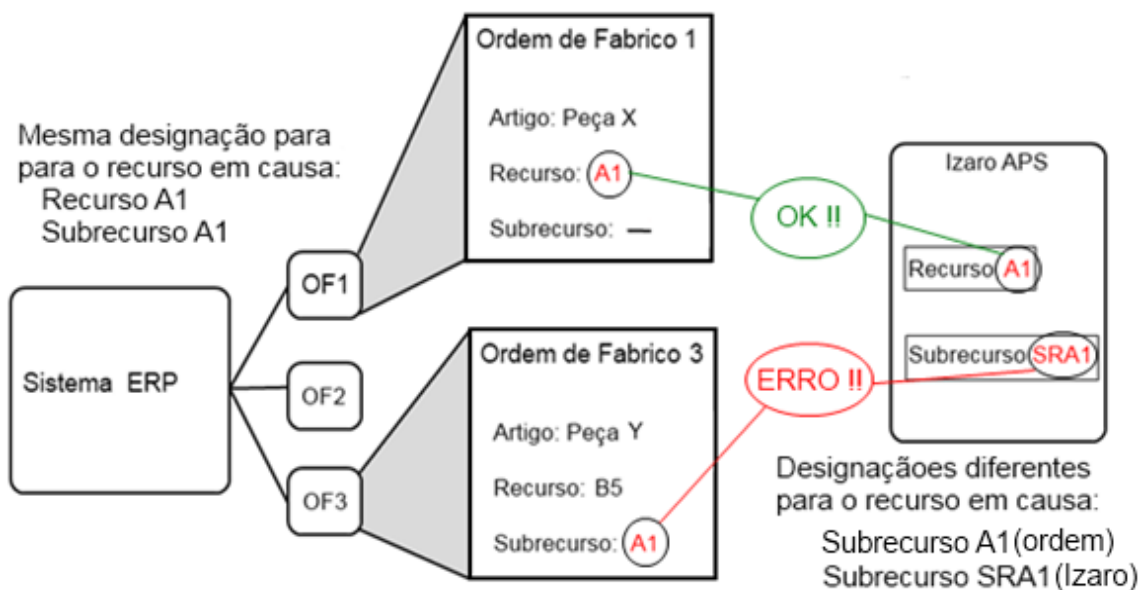 Mesma designação para
para o recurso em causa:
Recurso A1
Subrecurso A1
Sistema ERP
OF1
OF2
OF3
Ordem de Fabrico 1
Artigo: Peça X
Recurso: A1
Subrecurso: —
Ordem de Fabrico 3
Artigo: Peça Y
Recurso: B5
Subrecurso: A1
OK !!
ERRO !!
Izaro APS
Recurso A1
Subrecurso SRA1
Designaçãoes diferentes
para o recurso em causa:
Subrecurso A1(ordem)
Subrecurso SRA1(Izaro)